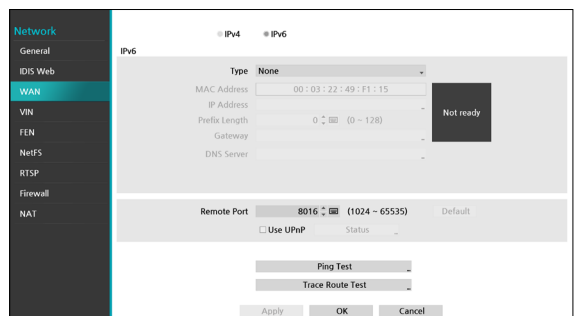 Network
General
IDIS Web
WAN
VIN
FEN
NetFS
RTSP
Firewall
NAT
IPv4 IPv6
IPv6
Type None
MAC Address 00 : 03 : 22 : 49 : F1 : 15
IP Address
Prefix Length 0 (0 ~ 128)
Gateway
DNS Server
Not ready
Remote Port 8016 (1024 ~ 65535) Default
Use UPnP Status
Ping Test
Trace Route Test
Apply OK Cancel